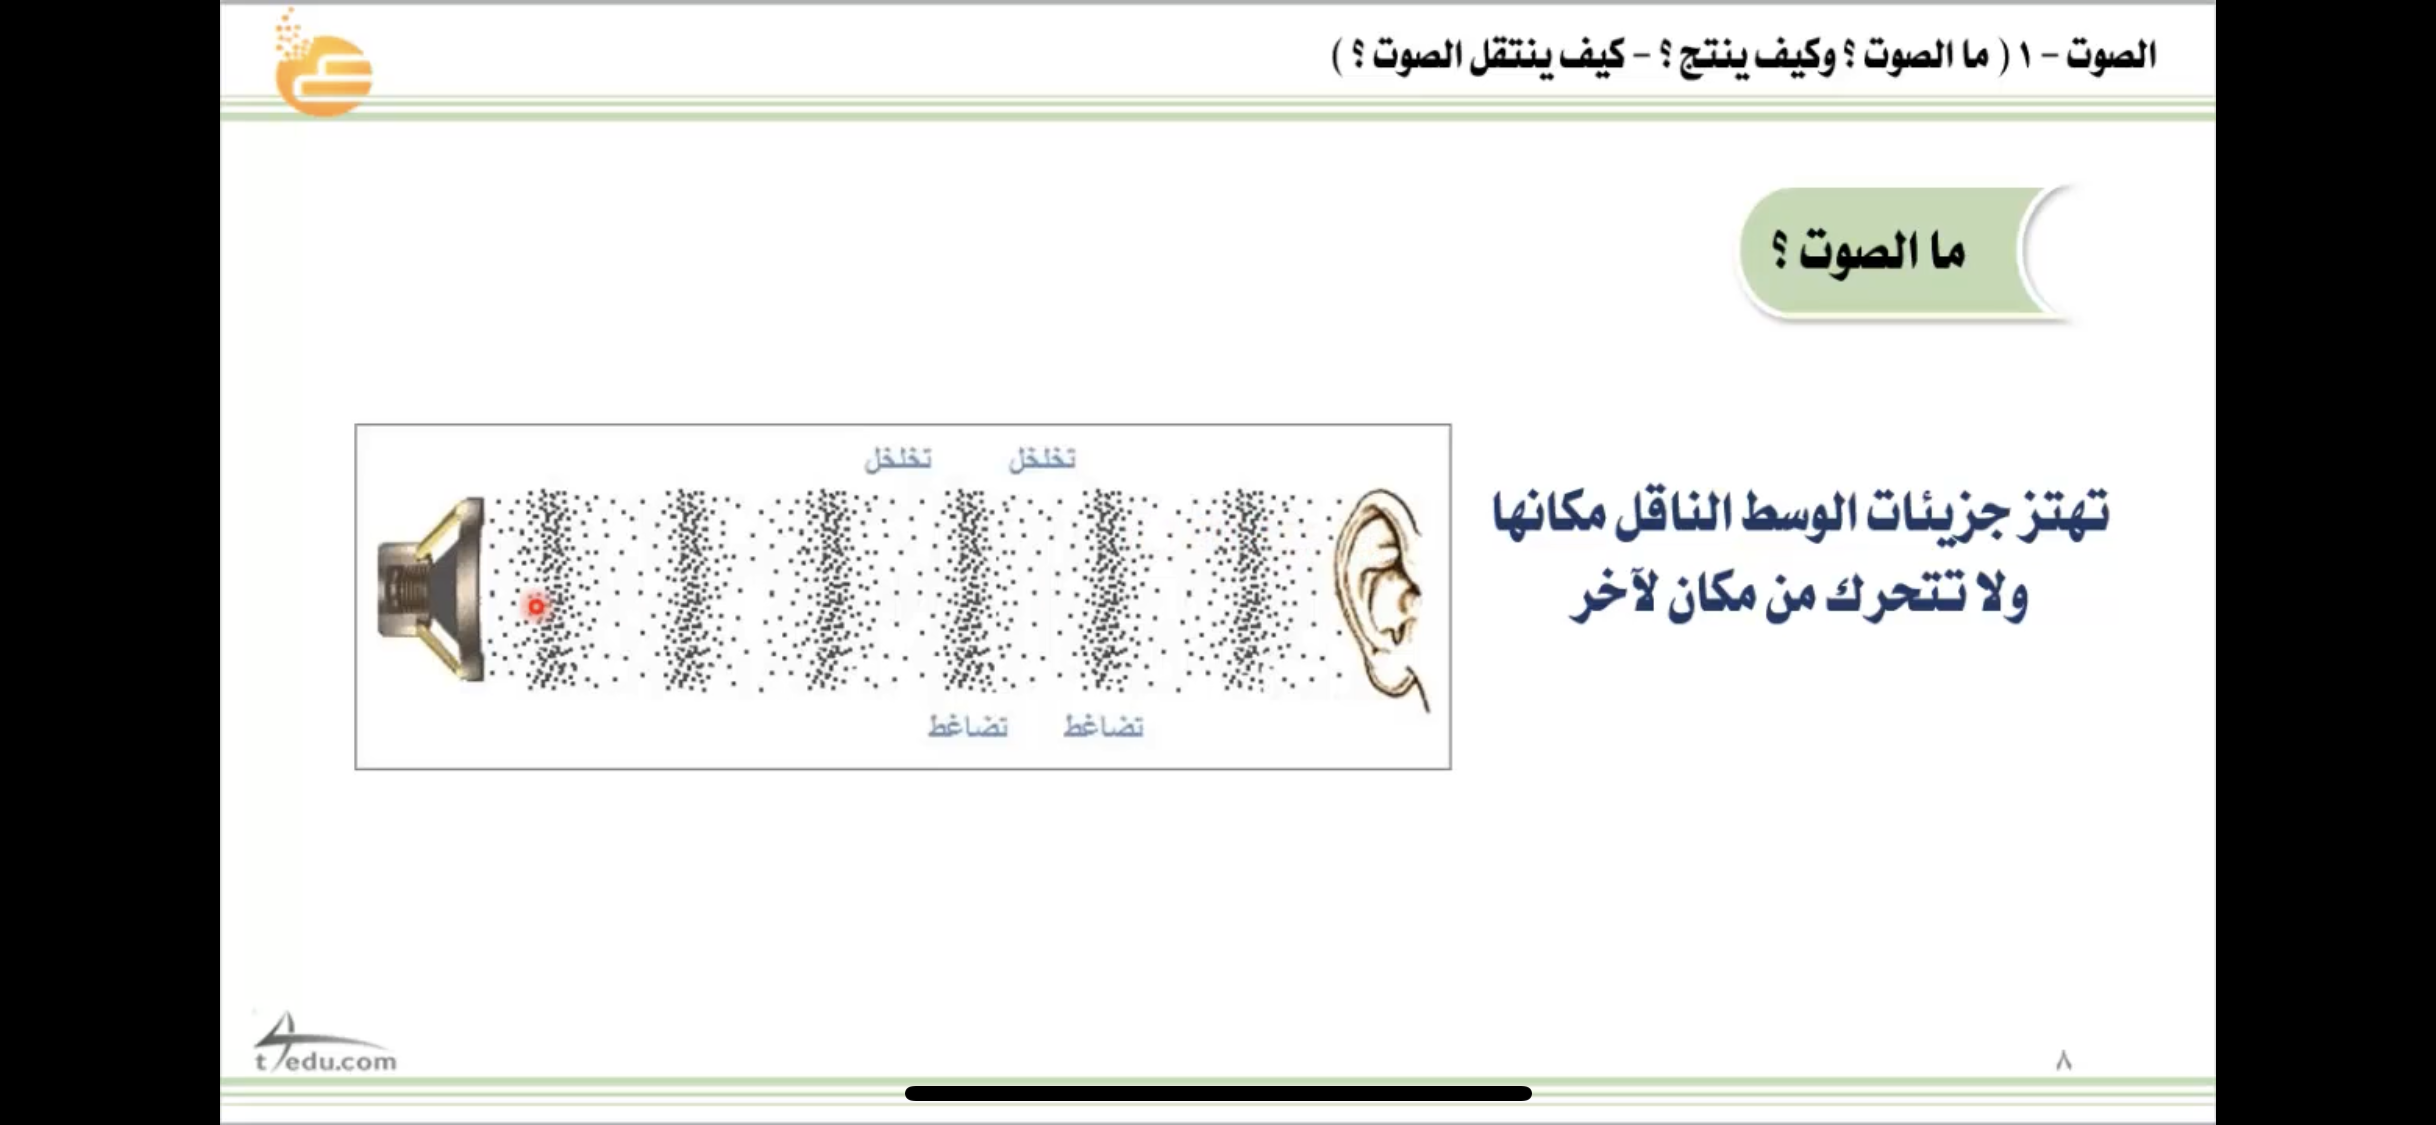 الصوت - ١ ( ما الصوت ؟ وكيف ينتج ؟ - كيف ينتقل الصوت ؟ )
ما الصوت ؟
تهتز جزيئات الوسط الناقل مكانها
ولا تتحرك من مكان لآخر
تخلخل تخلخل
تضاغط تضاغط
٨
t4edu.com